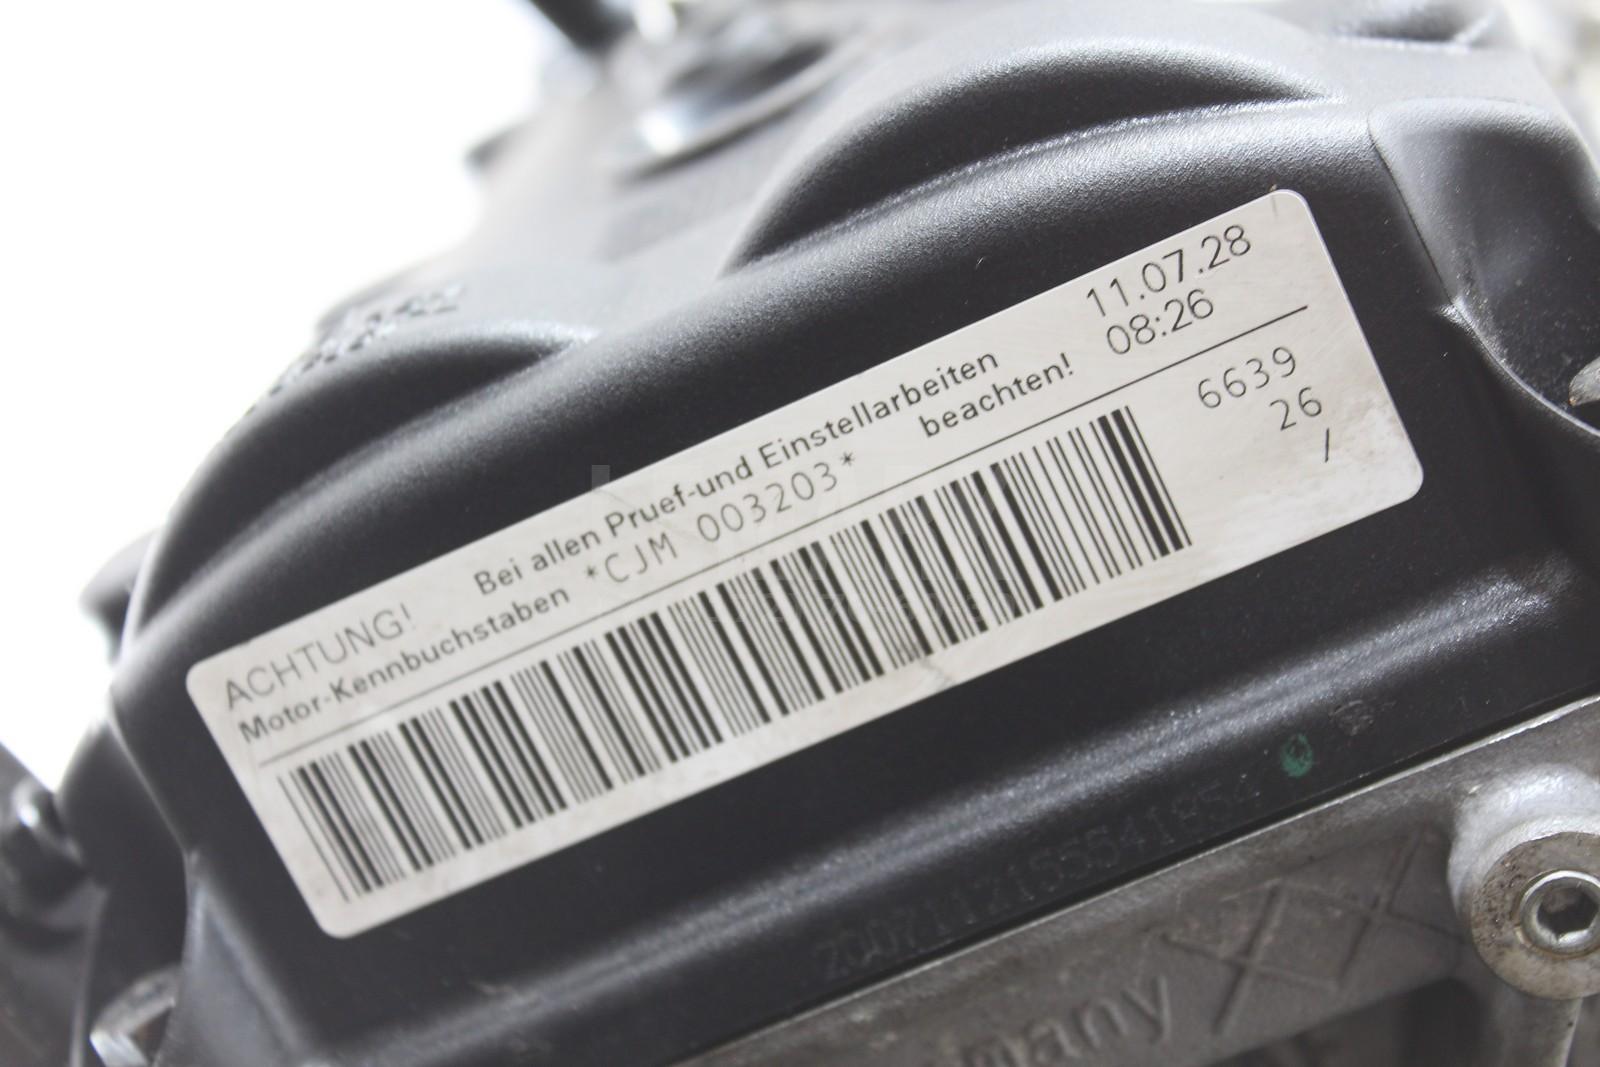 ACHTUNG! Bei allen Pruef-und Einstellarbeiten 11.07.28
Motor-Kennbuchstaben *CJM 003203* beachten! 08:26
6639
26
/